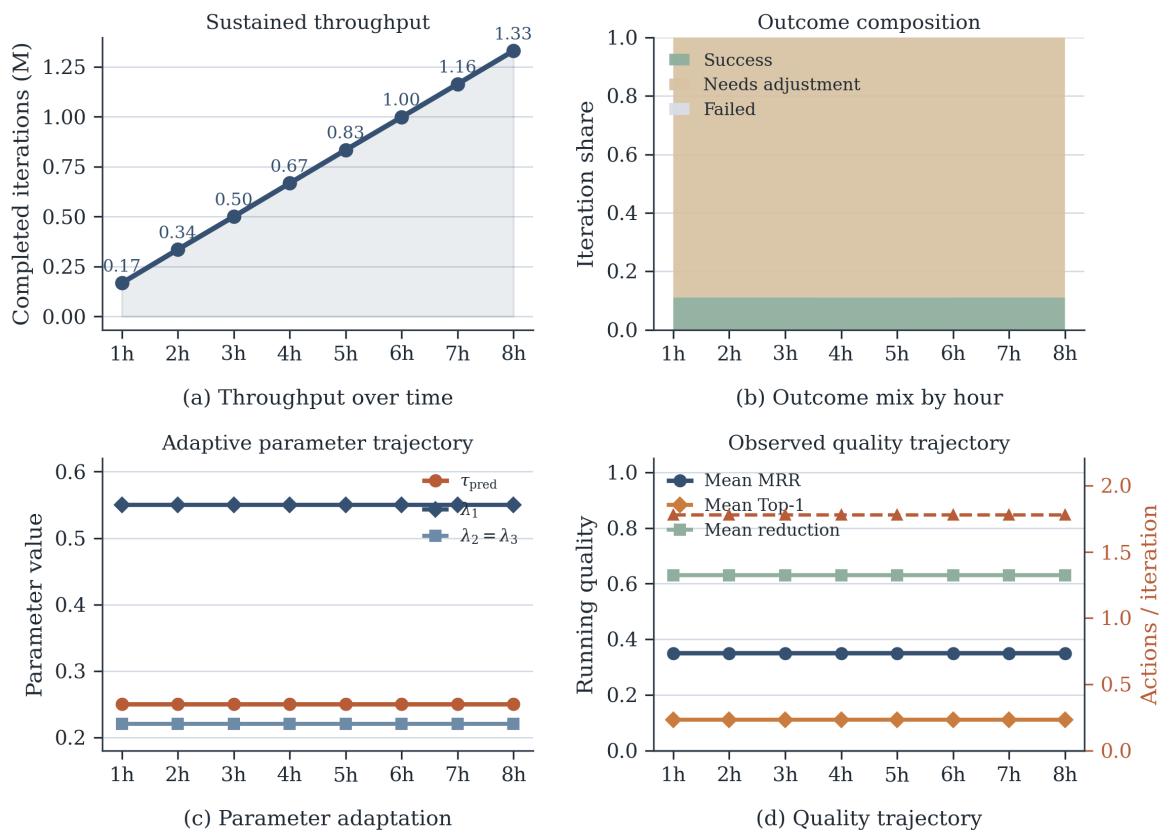 Sustained throughput
Completed iterations (M)
1.25
1.00
0.75
0.50
0.25
0.00
0.17
0.34
0.50
0.67
0.83
1.00
1.16
1.33
1h 2h 3h 4h 5h 6h 7h 8h
(a) Throughput over time
Outcome composition
Iteration share
1.0
0.8
0.6
0.4
0.2
0.0
Success
Needs adjustment
Failed
1h 2h 3h 4h 5h 6h 7h 8h
(b) Outcome mix by hour
Adaptive parameter trajectory
Parameter value
0.6
0.5
0.4
0.3
0.2
τpred
λ1
λ2 = λ3
1h 2h 3h 4h 5h 6h 7h 8h
(c) Parameter adaptation
Observed quality trajectory
Running quality
1.0
0.8
0.6
0.4
0.2
0.0
Mean MRR
Mean Top-1
Mean reduction
2.0
1.5
1.0
0.5
0.0
Actions / iteration
1h 2h 3h 4h 5h 6h 7h 8h
(d) Quality trajectory